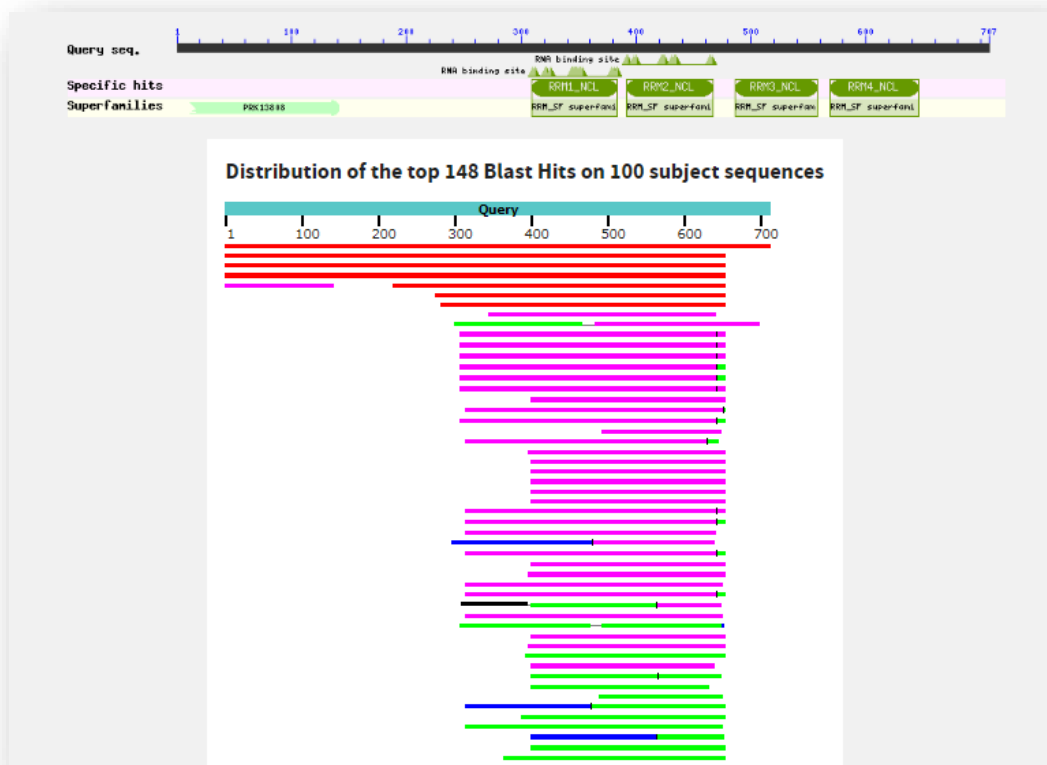 1 100 200 300 400 500 600 707
Query seq.
RNA binding site
RNA binding site
Specific hits RRM1_NCL RRM2_NCL RRM3_NCL RRM4_NCL
Superfamilies PRK13808 RRM_SF superfami RRM_SF superfami RRM_SF superfam RRM_SF superfami
Distribution of the top 148 Blast Hits on 100 subject sequences
Query
1 100 200 300 400 500 600 700